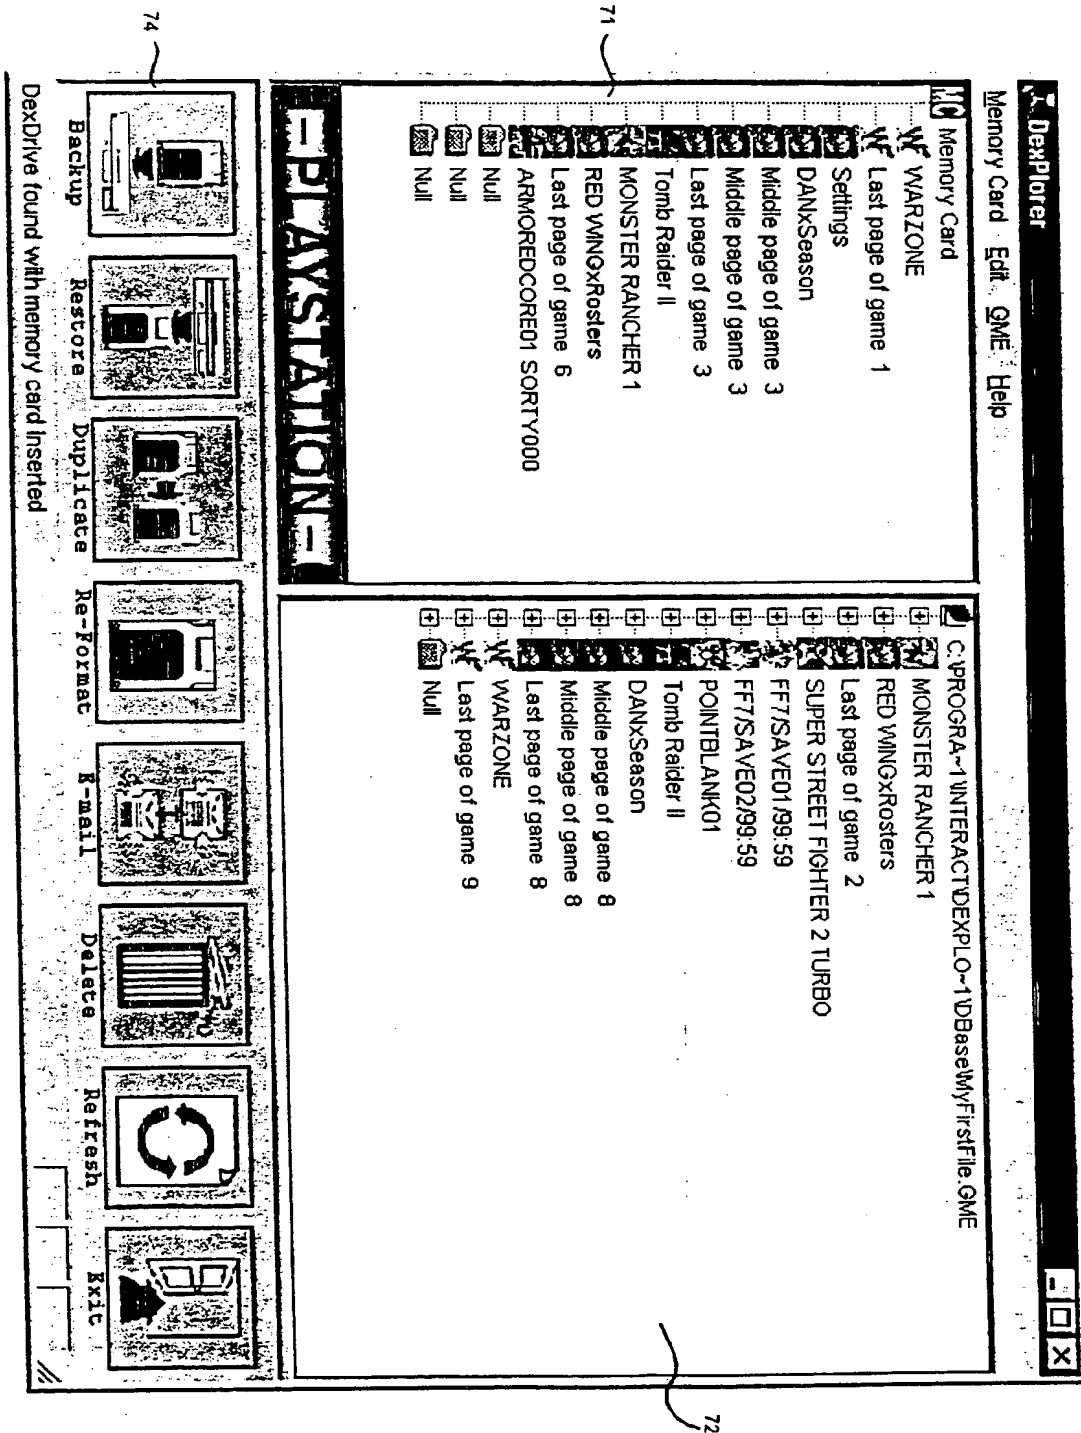 DexPlorer
Memory Card Edit GME Help
MC Memory Card
WARZONE
Last page of game 1
Settings
DANxSeason
Middle page of game 3
Middle page of game 3
Last page of game 3
Tomb Raider II
MONSTER RANCHER 1
RED WINGxRosters
Last page of game 6
ARMOREDCORE01 SORTY000
Null
Null
Null
-PLAYSTATION-
71
C:\PROGRA~1\INTERACT\DEXPLO~1\DBase\MyFirstFile.GME
MONSTER RANCHER 1
RED WINGxRosters
Last page of game 2
SUPER STREET FIGHTER 2 TURBO
FF7/SAVE01/99:59
FF7/SAVE02/99:59
POINTBLANK01
Tomb Raider II
DANxSeason
Middle page of game 8
Middle page of game 8
Last page of game 8
WARZONE
Last page of game 9
Null
72
74
Backup
Restore
Duplicate
Re-Format
E-mail
Delete
Refresh
Exit
DexDrive found with memory card inserted